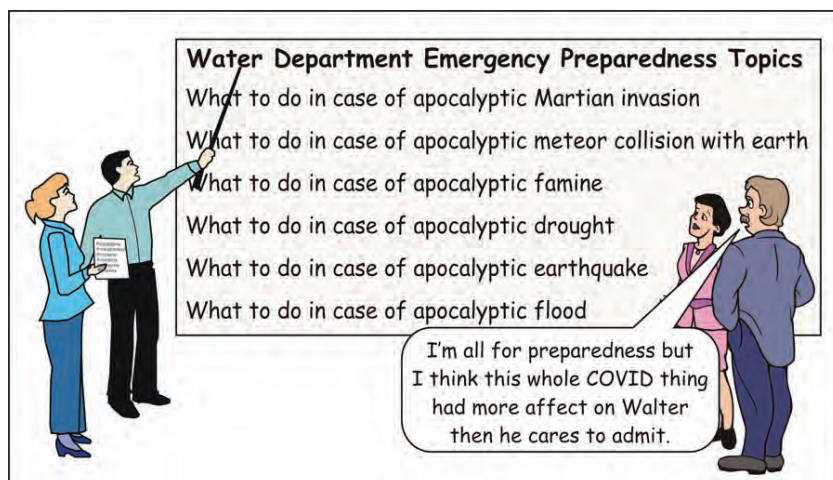 Water Department Emergency Preparedness Topics
What to do in case of apocalyptic Martian invasion
What to do in case of apocalyptic meteor collision with earth
What to do in case of apocalyptic famine
What to do in case of apocalyptic drought
What to do in case of apocalyptic earthquake
What to do in case of apocalyptic flood
I'm all for preparedness but
I think this whole COVID thing
had more affect on Walter
then he cares to admit.